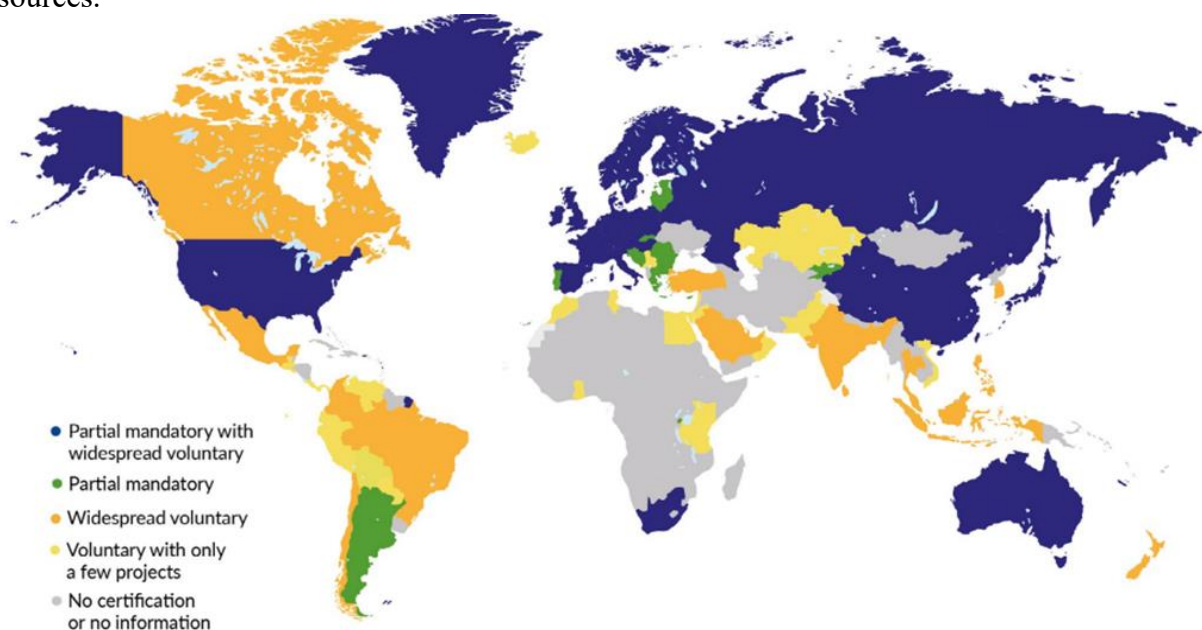 sources.
Partial mandatory with
widespread voluntary
Partial mandatory
Widespread voluntary
Voluntary with only
a few projects
No certification
or no information